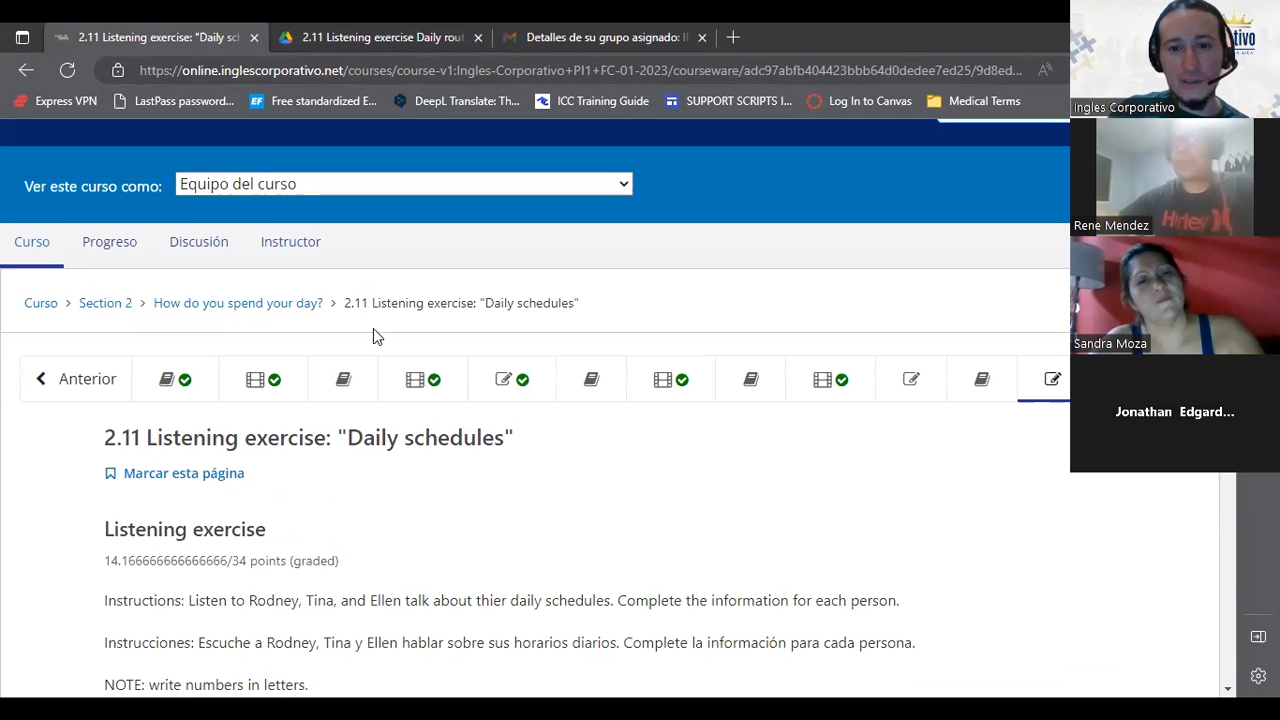 2.11 Listening exercise: "Daily sch
2.11 Listening exercise Daily rout
Detalles de su grupo asignado: II
https://online.inglescorporativo.net/courses/course-v1:Ingles-Corporativo+PI1+FC-01-2023/courseware/adc97abfb404423bbb64d0dedee7ed25/9d8ed...
Express VPN
LastPass password...
EF
Free standardized E...
DeepL Translate: Th...
ICC Training Guide
SUPPORT SCRIPTS I...
Log In to Canvas
Medical Terms
Ingles Corporativo
Rene Mendez
Hurley
Sandra Moza
Jonathan Edgard...
Ver este curso como:
Equipo del curso
Curso
Progreso
Discusión
Instructor
Curso > Section 2 > How do you spend your day? > 2.11 Listening exercise: "Daily schedules"
Anterior
2.11 Listening exercise: "Daily schedules"
Marcar esta página
Listening exercise
14.166666666666666/34 points (graded)
Instructions: Listen to Rodney, Tina, and Ellen talk about thier daily schedules. Complete the information for each person.
Instrucciones: Escuche a Rodney, Tina y Ellen hablar sobre sus horarios diarios. Complete la información para cada persona.
NOTE: write numbers in letters.